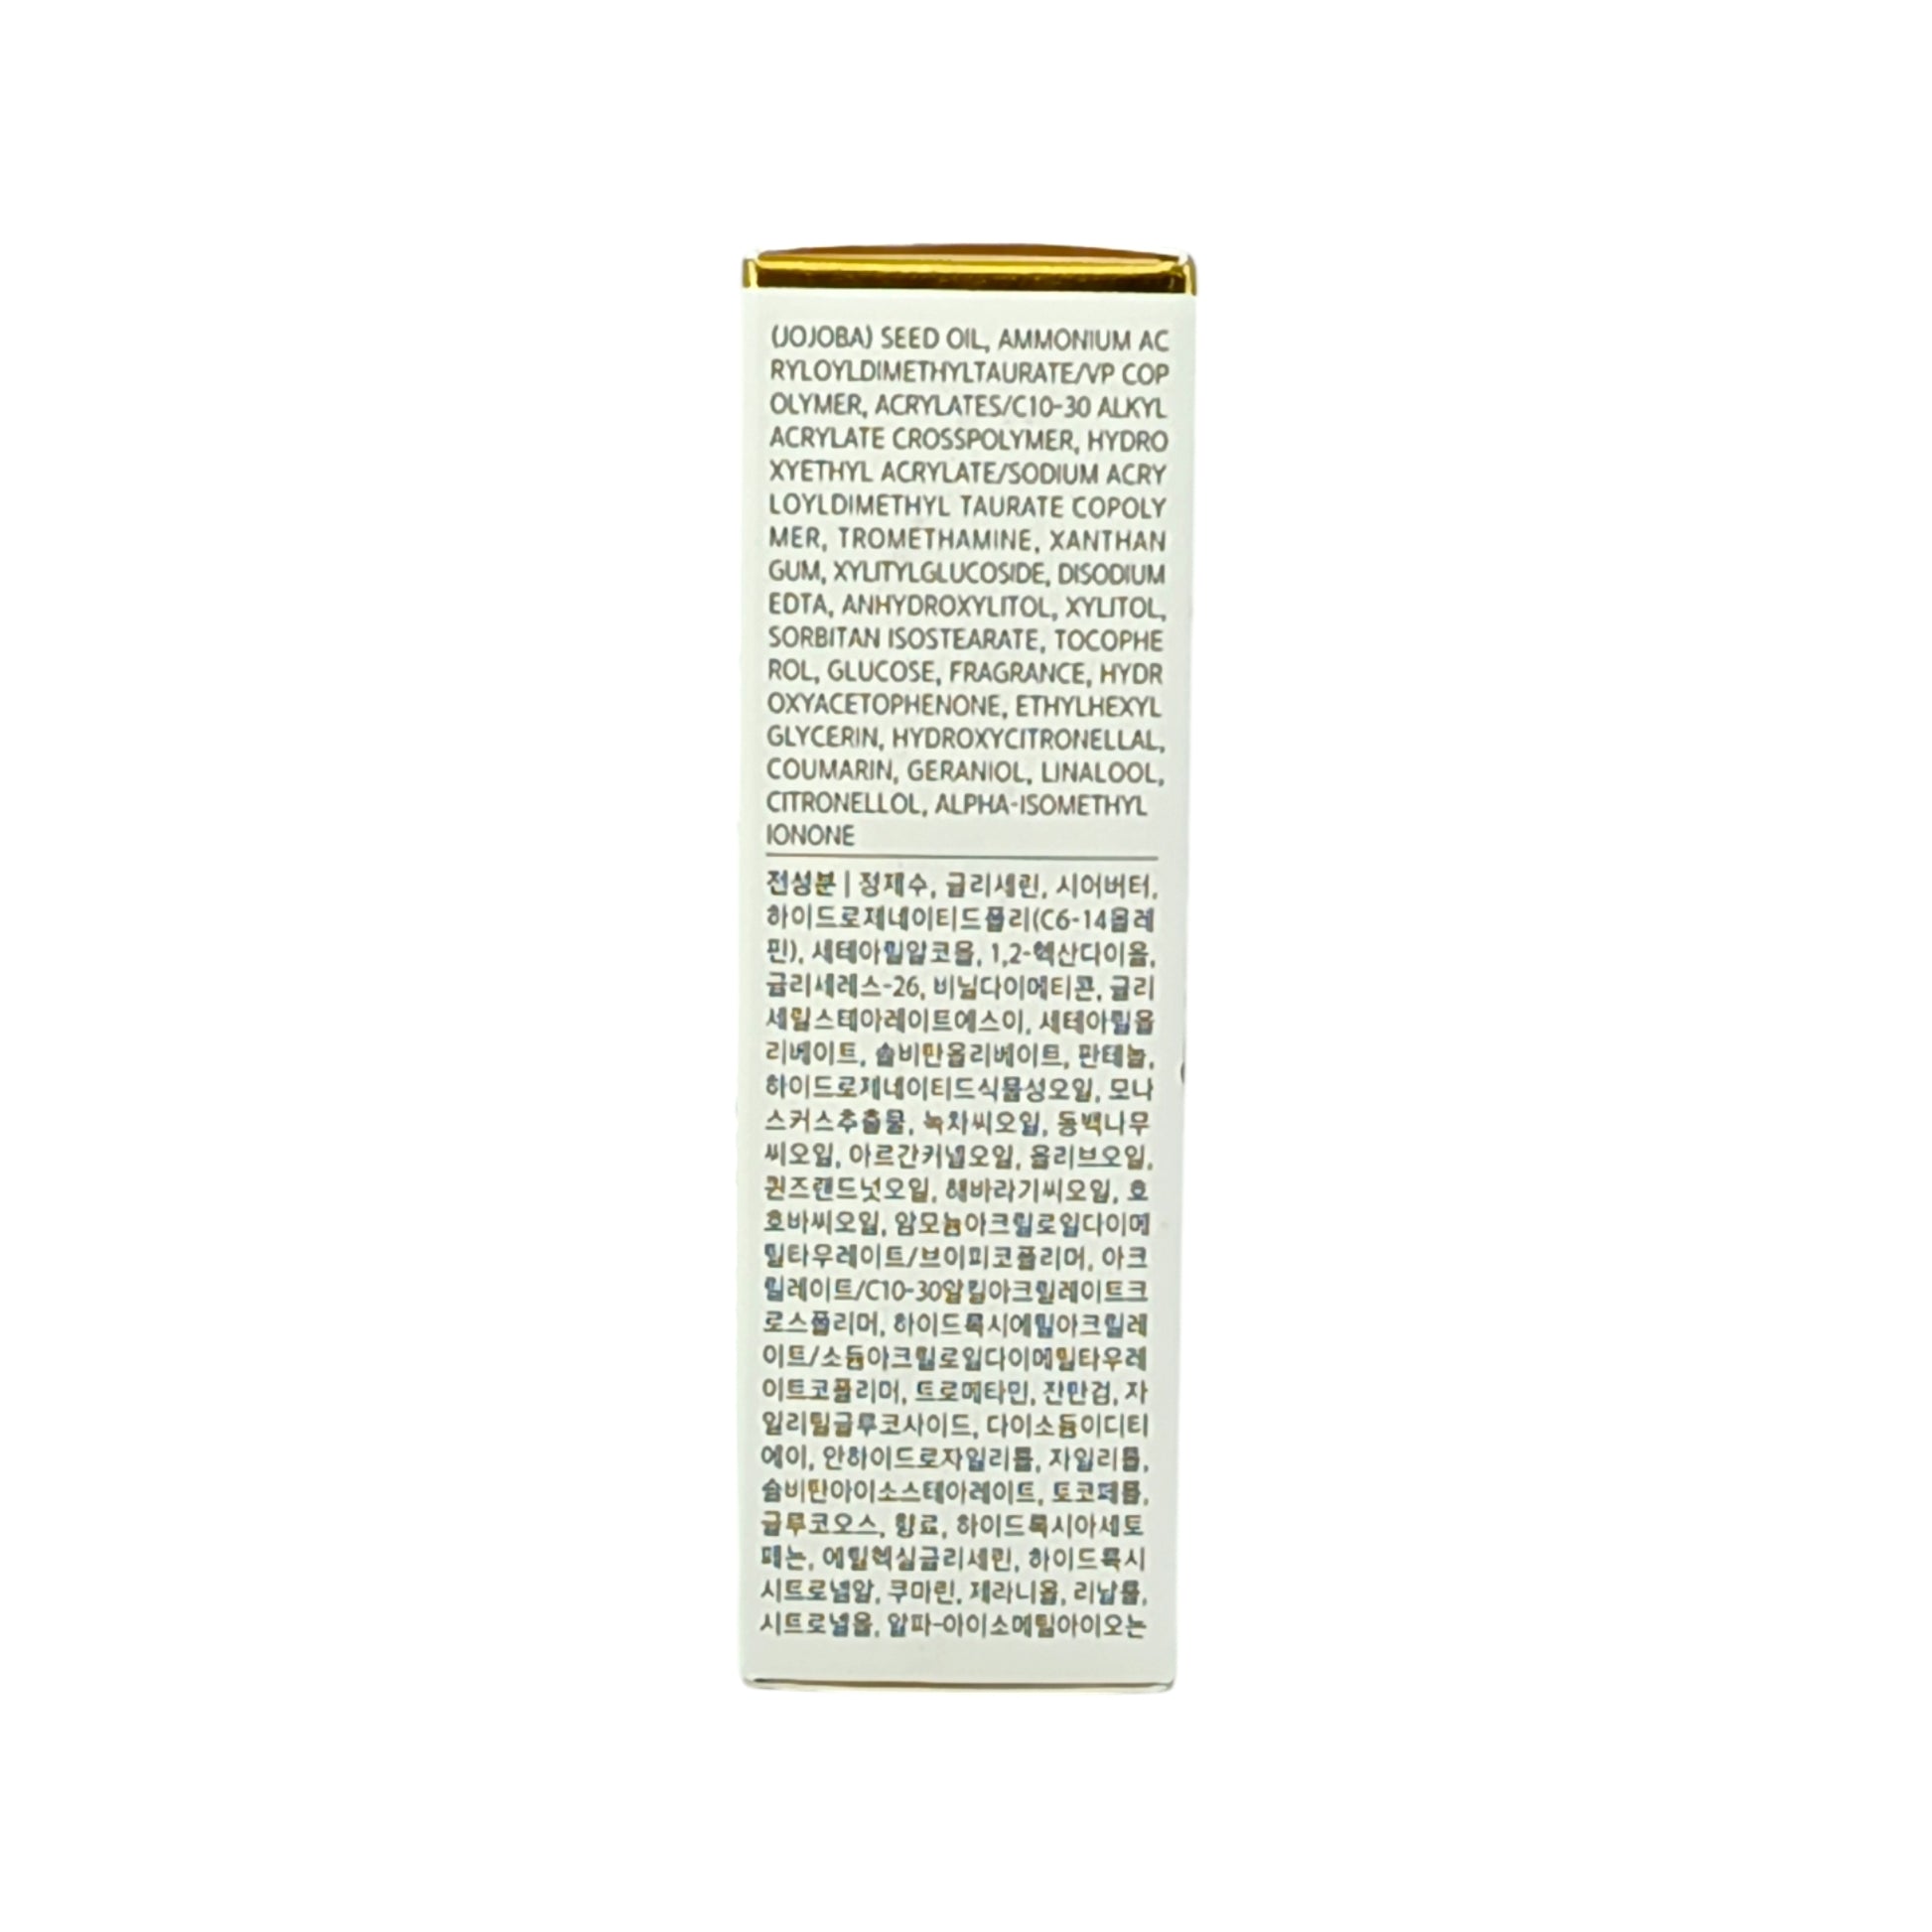 (JOJOBA) SEED OIL, AMMONIUM AC
RYLOYLDIMETHYLTAURATE/VP COP
OLYMER, ACRYLATES/C10-30 ALKYL
ACRYLATE CROSSPOLYMER, HYDRO
XYETHYL ACRYLATE/SODIUM ACRY
LOYLDIMETHYL TAURATE COPOLY
MER, TROMETHAMINE, XANTHAN
GUM, XYLITYLGLUCOSIDE, DISODIUM
EDTA, ANHYDROXYLITOL, XYLITOL,
SORBITAN ISOSTEARATE, TOCOPHE
ROL, GLUCOSE, FRAGRANCE, HYDR
OXYACETOPHENONE, ETHYLHEXYL
GLYCERIN, HYDROXYCITRONELLAL,
COUMARIN, GERANIOL, LINALOOL,
CITRONELLOL, ALPHA-ISOMETHYL
IONONE
전성분 | 정제수, 글리세린, 시어버터,
하이드로제네이티드폴리(C6-14올레
핀), 세테아릴알코올, 1,2-헥산다이올,
글리세레스-26, 비닐다이메티콘, 글리
세릴스테아레이트에스이, 세테아릴올
리베이트, 솔비탄올리베이트, 판테놀,
하이드로제네이티드식물성오일, 모나
스커스추출물, 녹차씨오일, 동백나무
씨오일, 아르간커넬오일, 올리브오일,
퀸즈랜드넛오일, 해바라기씨오일, 호
호바씨오일, 암모늄아크릴로일다이메
틸타우레이트/브이피코폴리머, 아크
릴레이트/C10-30알킬아크릴레이트크
로스폴리머, 하이드록시에틸아크릴레
이트/소듐아크릴로일다이메틸타우레
이트코폴리머, 트로메타민, 잔탄검, 자
일리틸글루코사이드, 다이소듐이디티
에이, 안하이드로자일리톨, 자일리톨,
솔비탄아이소스테아레이트, 토코페롤,
글루코오스, 향료, 하이드록시아세토
페논, 에틸헥실글리세린, 하이드록시
시트로넬알, 쿠마린, 제라니올, 리날룰,
시트로넬올, 알파-아이소메틸아이오논